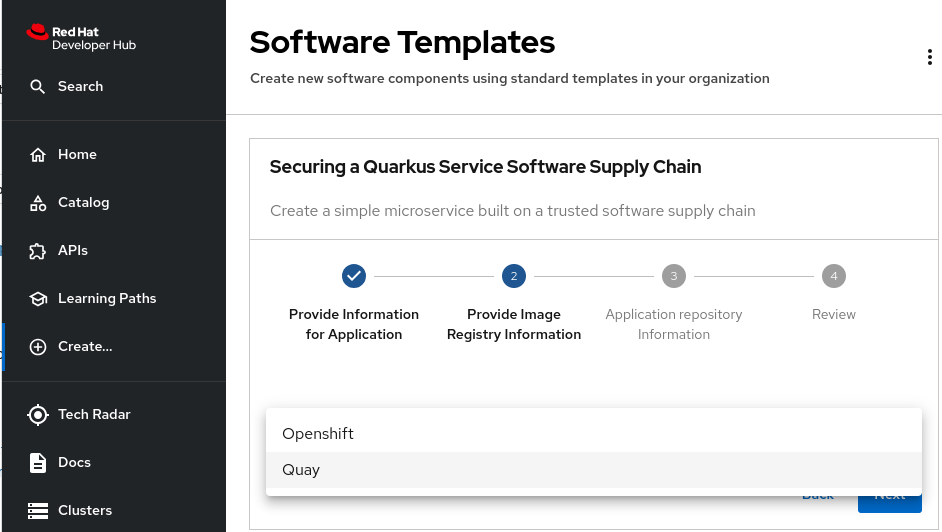 Red Hat
Developer Hub
Search
Home
Catalog
APIs
Learning Paths
Create...
Tech Radar
Docs
Clusters
Software Templates
Create new software components using standard templates in your organization
Securing a Quarkus Service Software Supply Chain
Create a simple microservice built on a trusted software supply chain
2
3
4
Provide Information
for Application
Provide Image
Registry Information
Application repository
Information
Review
Openshift
Quay
Back
Next